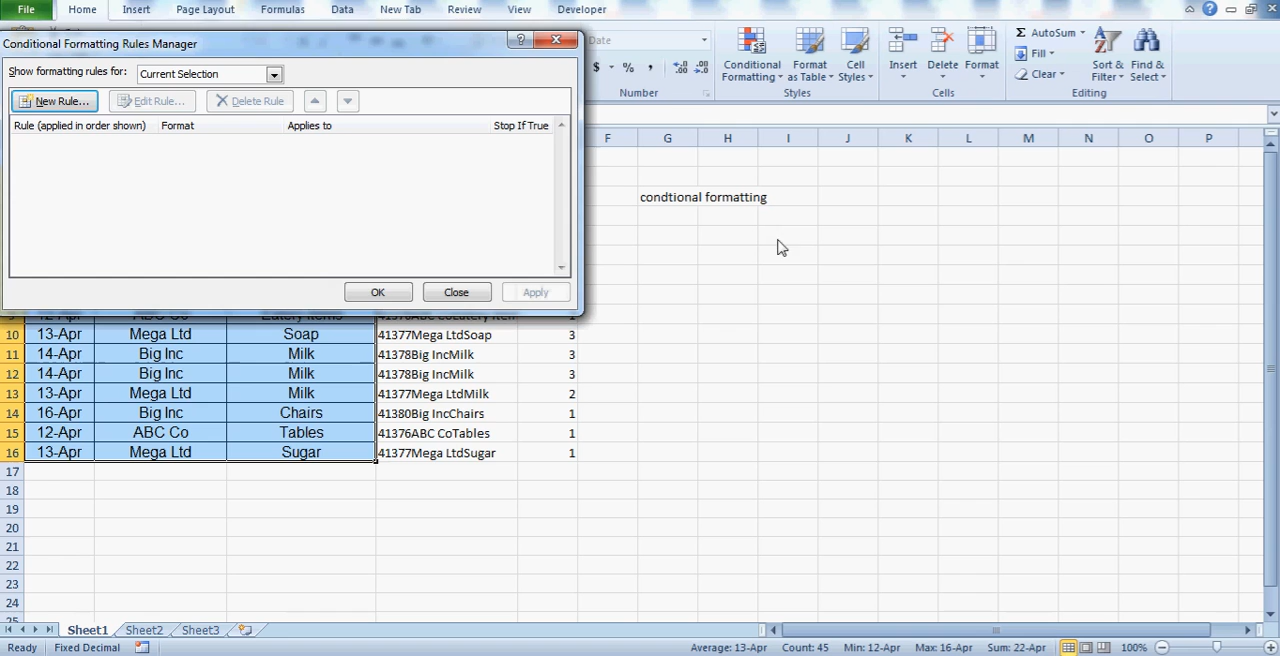 File Home Insert Page Layout Formulas Data New Tab Review View Developer
Conditional Formatting Rules Manager
Show formatting rules for: Current Selection
New Rule... Edit Rule... Delete Rule
Rule (applied in order shown) Format Applies to Stop If True
OK Close Apply
Date
$ % ,
Number
Conditional Formatting
Format as Table
Cell Styles
Styles
Insert Delete Format
Cells
Σ AutoSum
Fill
Clear
Sort & Filter
Find & Select
Editing
F G H I J K L M N O P
condtional formatting
10 13-Apr Mega Ltd Soap 41377Mega LtdSoap 3
11 14-Apr Big Inc Milk 41378Big IncMilk 3
12 14-Apr Big Inc Milk 41378Big IncMilk 3
13 13-Apr Mega Ltd Milk 41377Mega LtdMilk 2
14 16-Apr Big Inc Chairs 41380Big IncChairs 1
15 12-Apr ABC Co Tables 41376ABC CoTables 1
16 13-Apr Mega Ltd Sugar 41377Mega LtdSugar 1
17
18
19
20
21
22
23
24
25
Sheet1 Sheet2 Sheet3
Ready Fixed Decimal Average: 13-Apr Count: 45 Min: 12-Apr Max: 16-Apr Sum: 22-Apr 100%